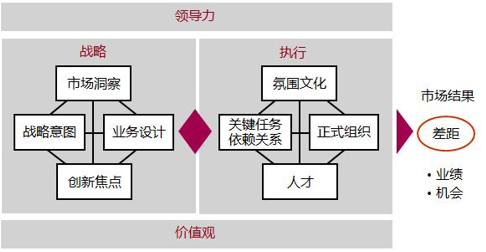 领导力
战略
市场洞察
战略意图
业务设计
创新焦点
执行
氛围文化
关键任务
依赖关系
正式组织
人才
市场结果
差距
• 业绩
• 机会
价值观